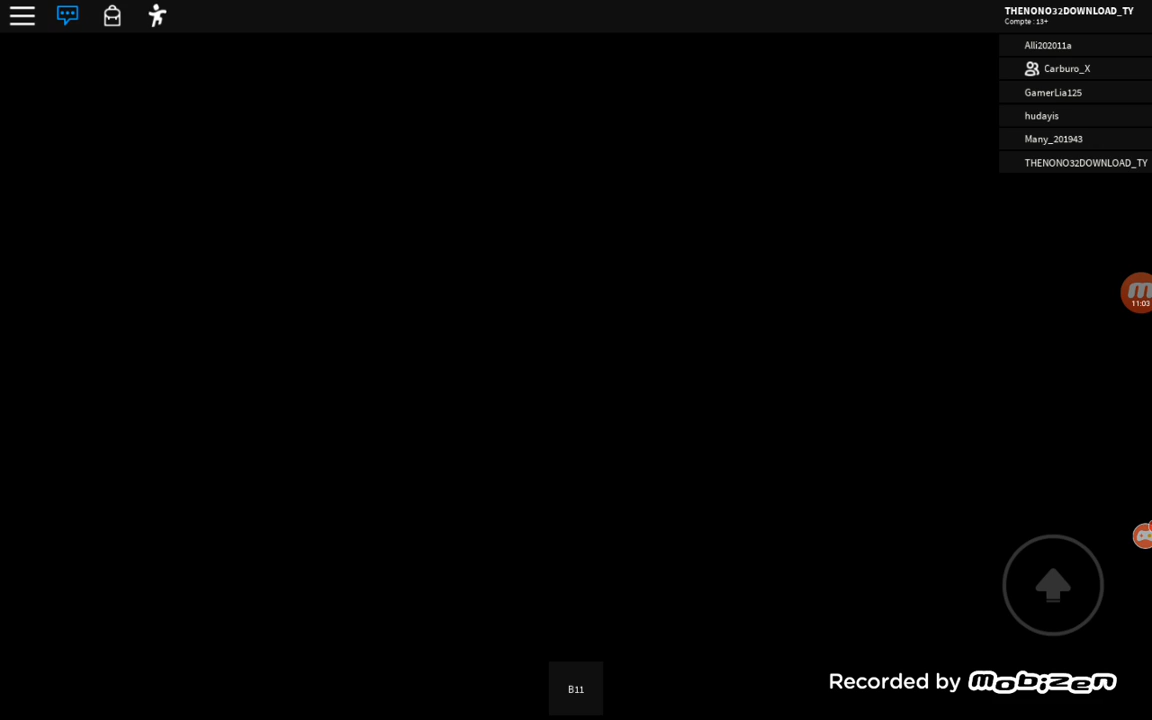 THENONO32DOWNLOAD_TY
Compte : 13+
Alli202011a
Carburo_X
GamerLia125
hudayis
Many_201943
THENONO32DOWNLOAD_TY
11:03
B11
Recorded by mobizen